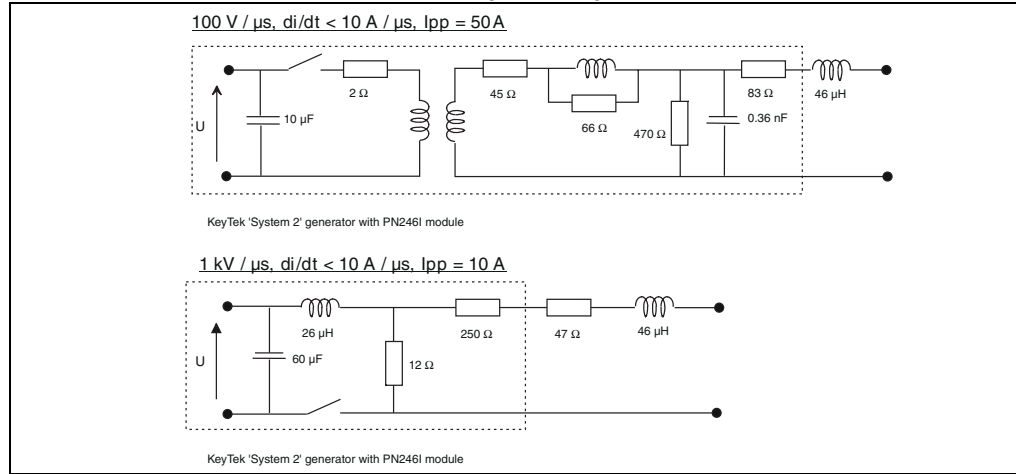 100 V / µs, di/dt < 10 A / µs, Ipp = 50 A
2 Ω
45 Ω
83 Ω
46 µH
U
10 µF
66 Ω
470 Ω
0.36 nF
KeyTek 'System 2' generator with PN246I module
1 kV / µs, di/dt < 10 A / µs, Ipp = 10 A
26 µH
250 Ω
47 Ω
46 µH
U
60 µF
12 Ω
KeyTek 'System 2' generator with PN246I module